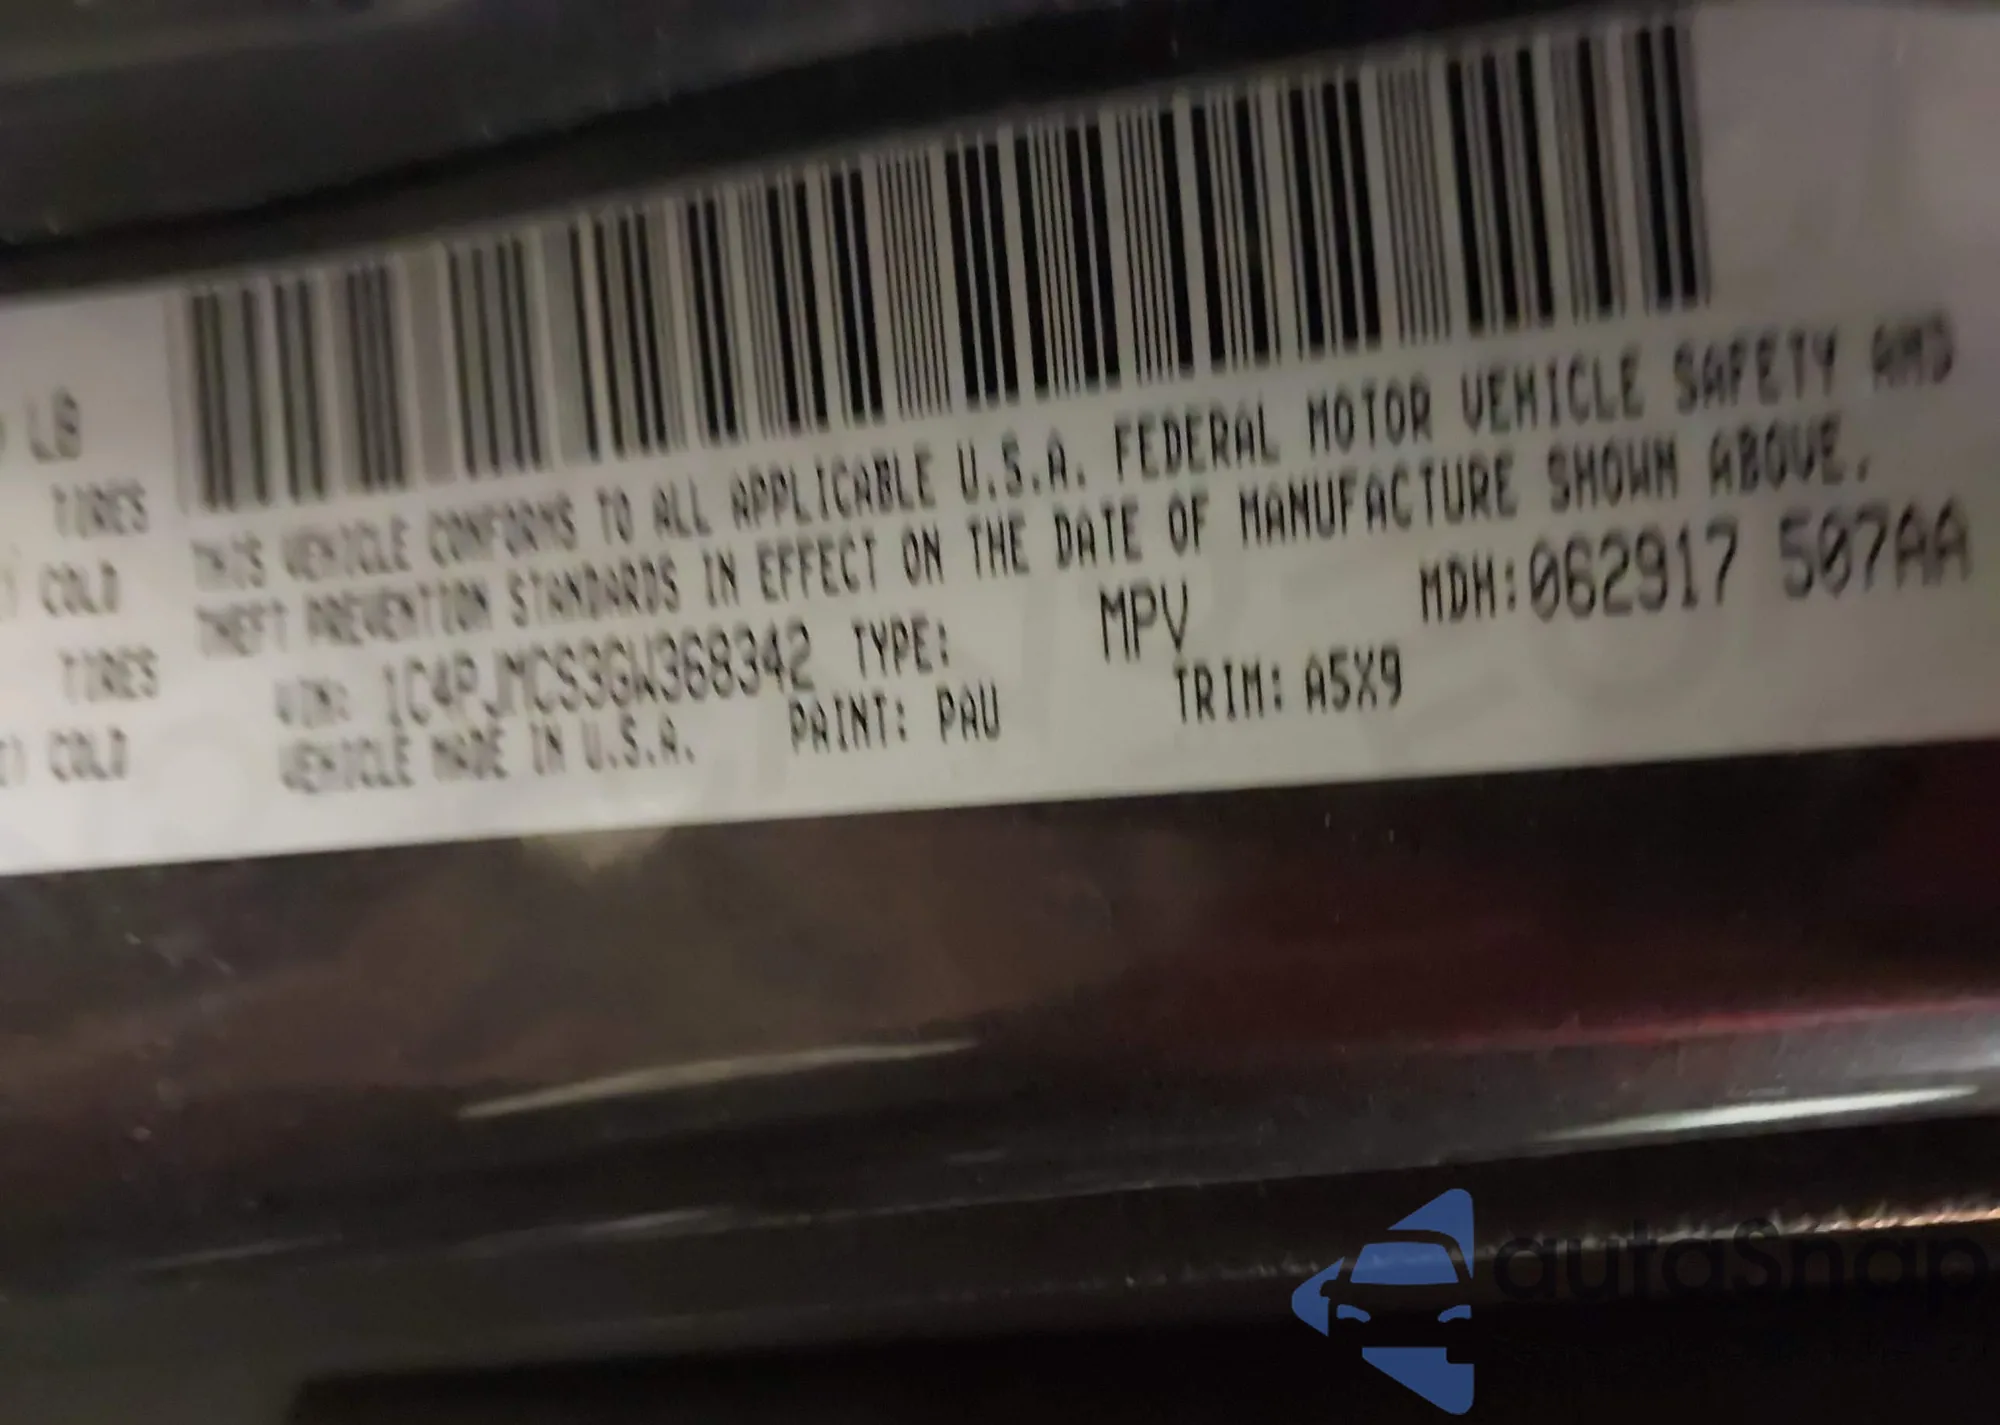 LB
TIRES
COLD
TIRES
COLD
THIS VEHICLE CONFORMS TO ALL APPLICABLE U.S.A. FEDERAL MOTOR VEHICLE SAFETY AND
THEFT PREVENTION STANDARDS IN EFFECT ON THE DATE OF MANUFACTURE SHOWN ABOVE.
VIN: 1C4PJMCS3GW368342 TYPE: MPV MDH:062917 507AA
VEHICLE MADE IN U.S.A. PAINT: PAU TRIM: A5X9
autoSnap